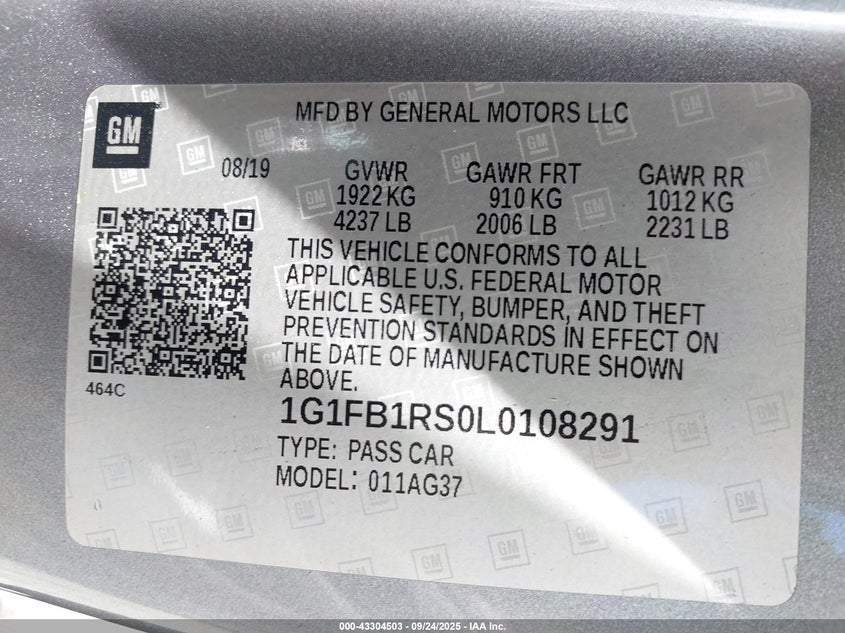 GM
MFD BY GENERAL MOTORS LLC
08/19
GVWR
1922 KG
4237 LB
GAWR FRT
910 KG
2006 LB
GAWR RR
1012 KG
2231 LB
THIS VEHICLE CONFORMS TO ALL
APPLICABLE U.S. FEDERAL MOTOR
VEHICLE SAFETY, BUMPER, AND THEFT
PREVENTION STANDARDS IN EFFECT ON
THE DATE OF MANUFACTURE SHOWN
ABOVE.
464C
1G1FB1RS0L0108291
TYPE: PASS CAR
MODEL: 011AG37
000-43304503 - 09/24/2025 - IAA Inc.